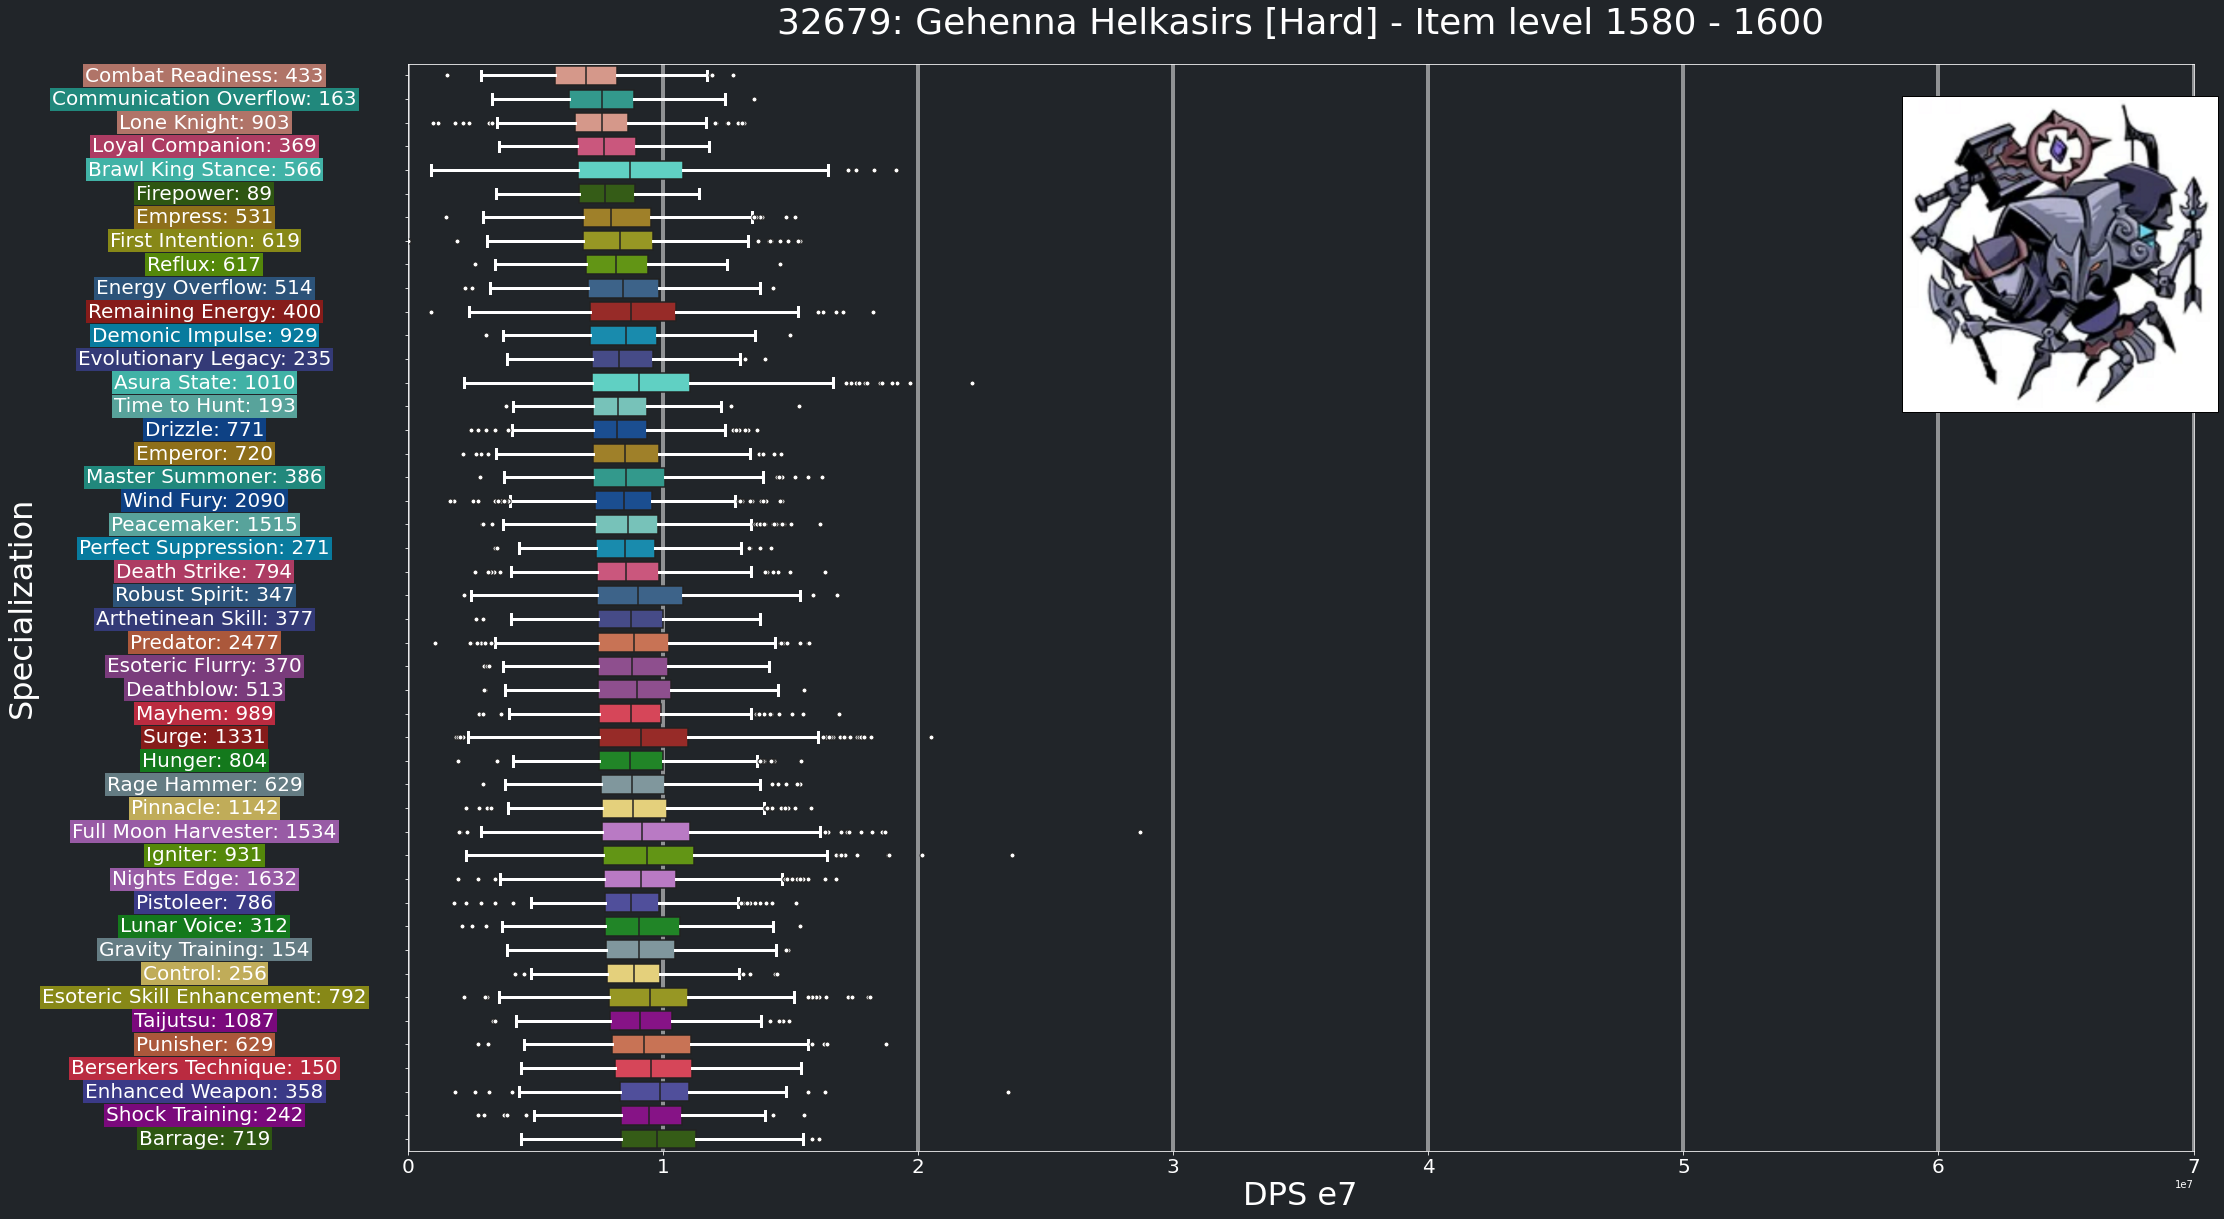 32679: Gehenna Helkasirs [Hard] - Item level 1580 - 1600
Combat Readiness: 433
Communication Overflow: 163
Lone Knight: 903
Loyal Companion: 369
Brawl King Stance: 566
Firepower: 89
Empress: 531
First Intention: 619
Reflux: 617
Energy Overflow: 514
Remaining Energy: 400
Demonic Impulse: 929
Evolutionary Legacy: 235
Asura State: 1010
Time to Hunt: 193
Drizzle: 771
Emperor: 720
Master Summoner: 386
Wind Fury: 2090
Peacemaker: 1515
Perfect Suppression: 271
Death Strike: 794
Robust Spirit: 347
Arthetinean Skill: 377
Predator: 2477
Esoteric Flurry: 370
Deathblow: 513
Mayhem: 989
Surge: 1331
Hunger: 804
Rage Hammer: 629
Pinnacle: 1142
Full Moon Harvester: 1534
Igniter: 931
Nights Edge: 1632
Pistoleer: 786
Lunar Voice: 312
Gravity Training: 154
Control: 256
Esoteric Skill Enhancement: 792
Taijutsu: 1087
Punisher: 629
Berserkers Technique: 150
Enhanced Weapon: 358
Shock Training: 242
Barrage: 719
Specialization
0 1 2 3 4 5 6 7
1e7
DPS e7